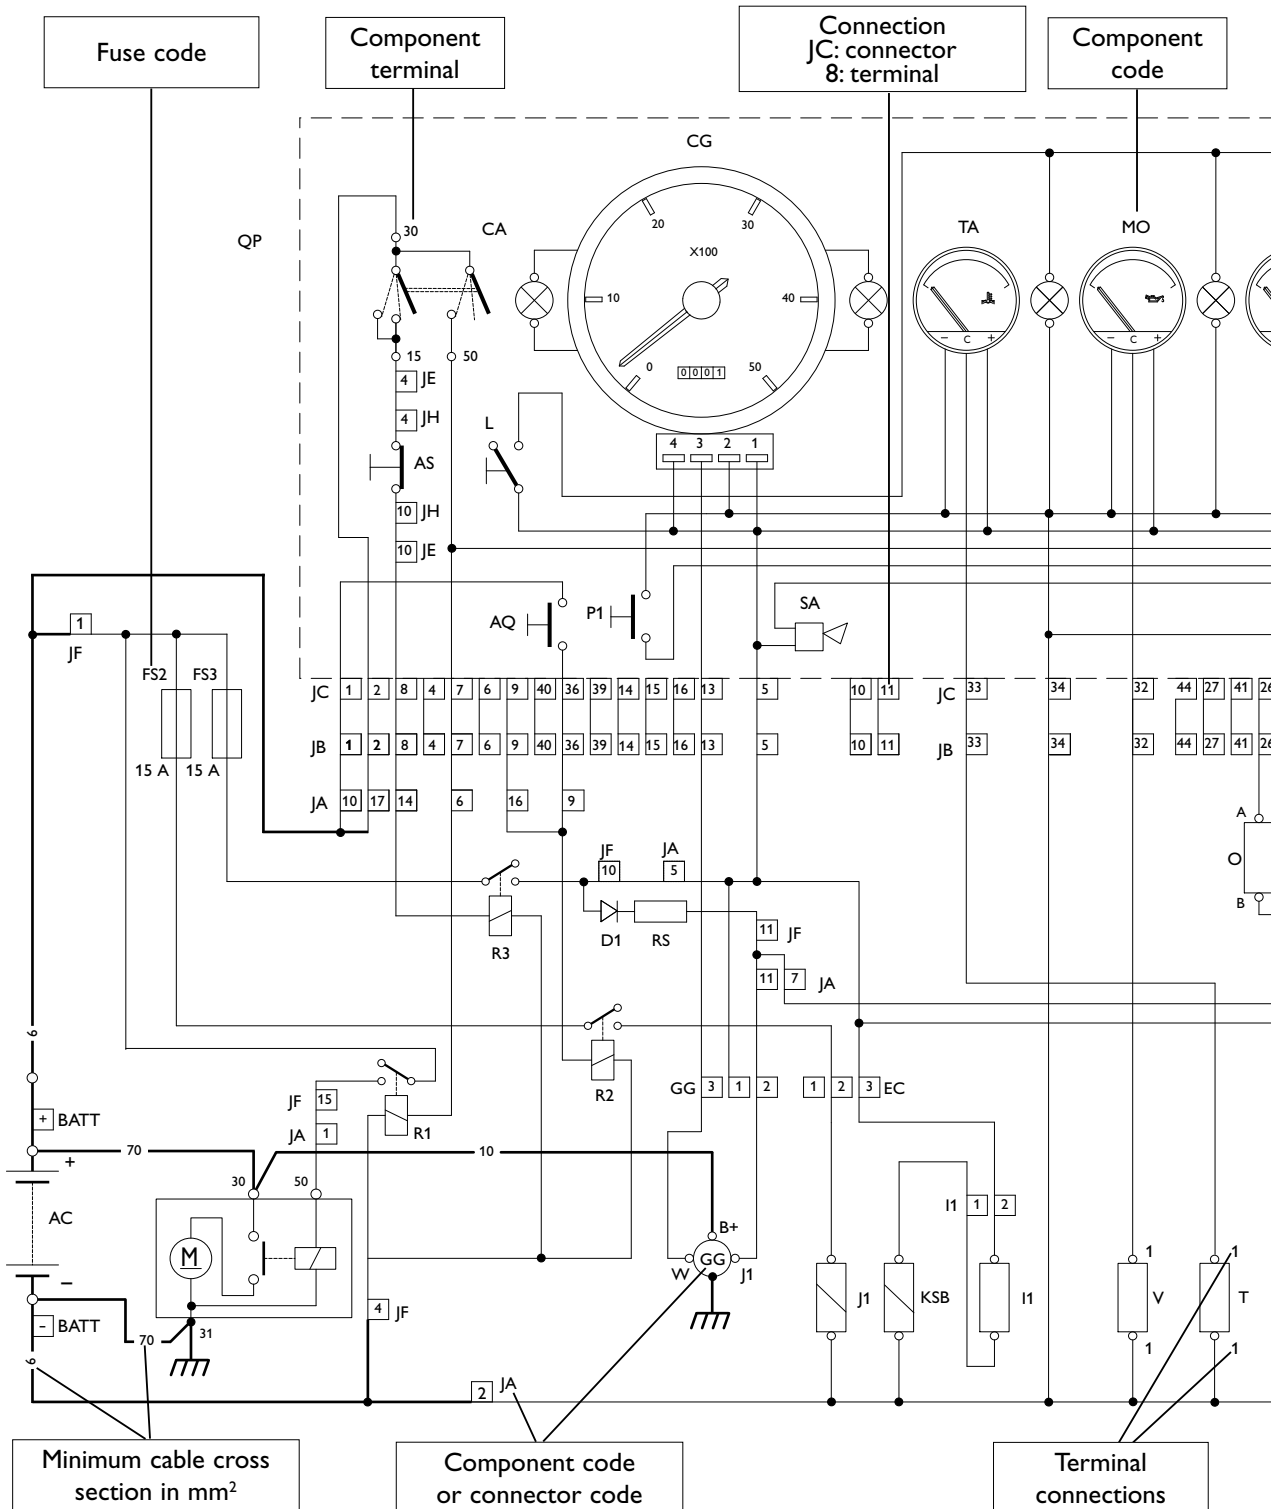 Fuse code
Component
terminal
Connection
JC: connector
8: terminal
Component
code
CG
QP
30
CA
20
30
X100
10
40
0
0 0 0 1
50
TA
MO
− C +
− C +
15
50
4 JE
4 JH
L
AS
10 JH
10 JE
4 3 2 1
AQ
P1
SA
1
JF
FS2
FS3
15 A
15 A
JC 1 2 8 4 7 6 9 40 36 39 14 15 16 13 5 10 11 JC 33 34 32 44 27 41 26
JB 1 2 8 4 7 6 9 40 36 39 14 15 16 13 5 10 11 JB 33 34 32 44 27 41 26
JA 10 17 14 6 16 9
A
O
B
JF
10
JA
5
R3
D1
RS
11 JF
11 7 JA
6
R2
GG 3 1 2
1 2 3 EC
+ BATT
JF 15
JA 1
R1
70
10
+
30
50
I1 1 2
AC
M
B+
W
GG
J1
J1
KSB
I1
1
V
1
1
T
1
−
− BATT
31
70
4 JF
6
2 JA
Minimum cable cross
section in mm²
Component code
or connector code
Terminal
connections